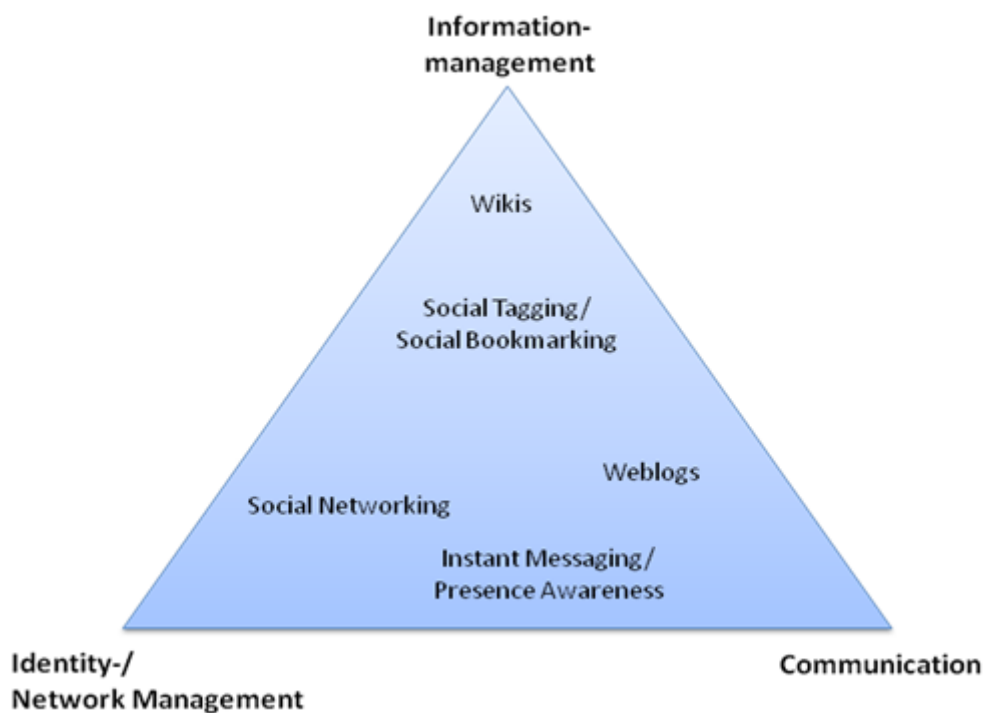 Information-
management
Wikis
Social Tagging/
Social Bookmarking
Weblogs
Social Networking
Instant Messaging/
Presence Awareness
Identity-/
Network Management
Communication